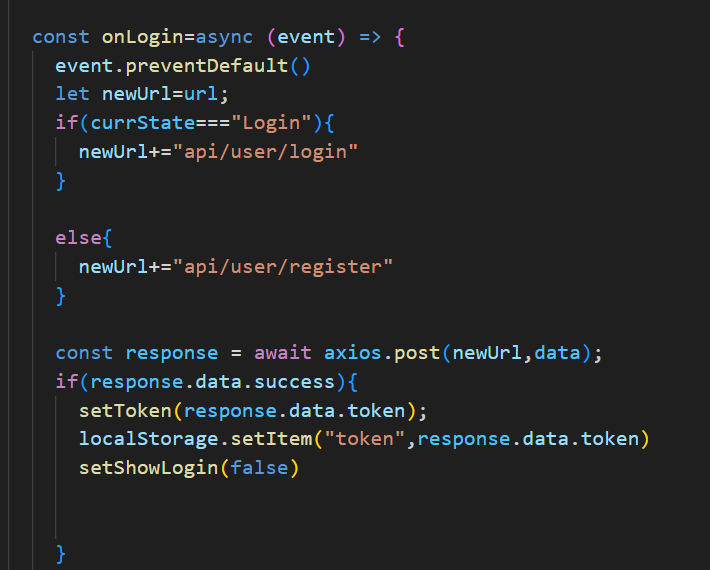 const onLogin=async (event) => {
event.preventDefault()
let newUrl=url;
if(currState==="Login"){
newUrl+="api/user/login"
}
else{
newUrl+="api/user/register"
}
const response = await axios.post(newUrl,data);
if(response.data.success){
setToken(response.data.token);
localStorage.setItem("token",response.data.token)
setShowLogin(false)
}